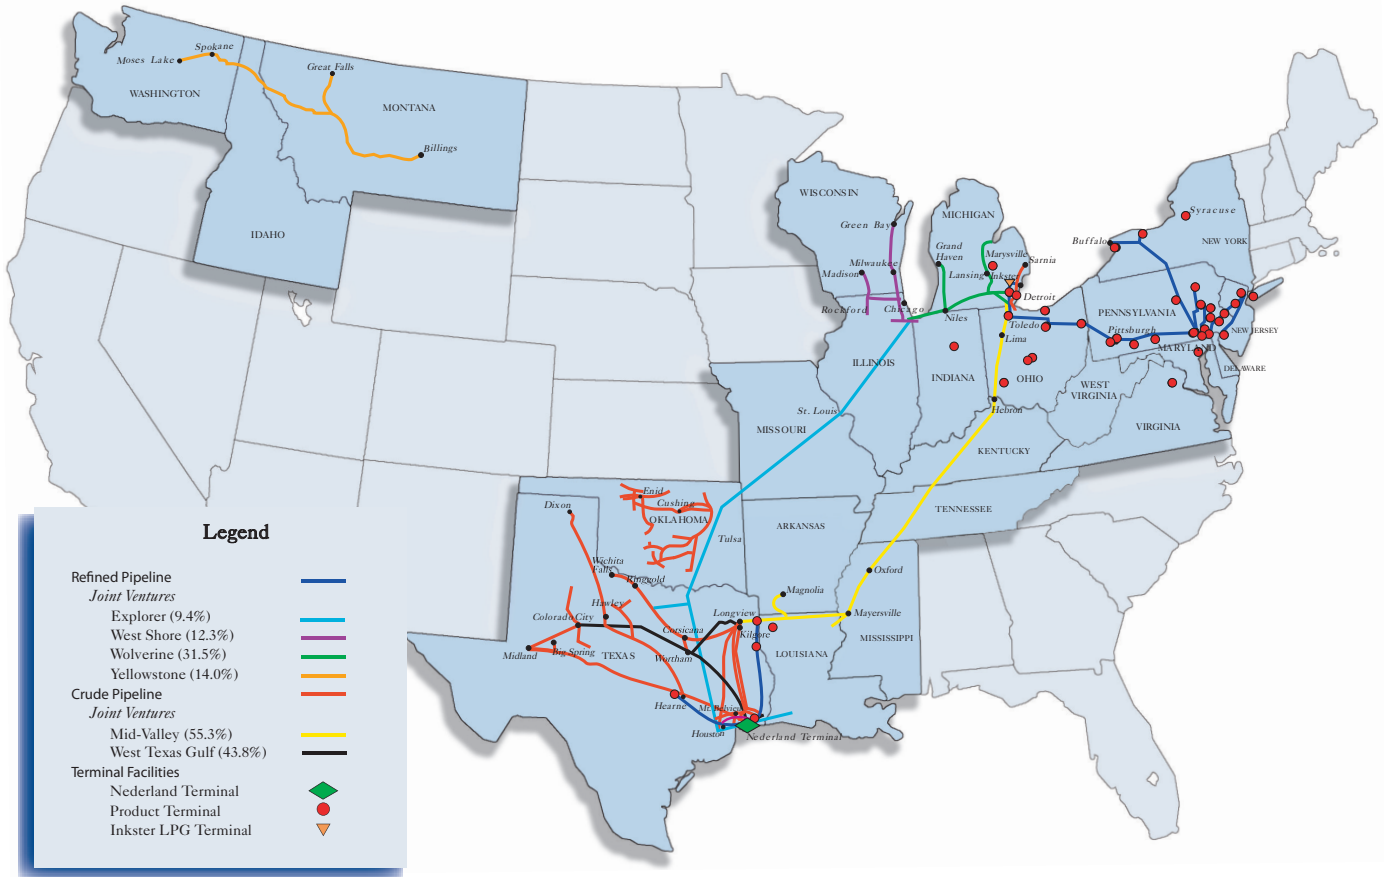 Moses Lake
Spokane
WASHINGTON
Great Falls
MONTANA
Billings
IDAHO
WISCONSIN
Green Bay
Milwaukee
Madison
Rockford
Chicago
MICHIGAN
Grand
Haven
Lansing
Marysville
Inkster
Sarnia
Detroit
Niles
Toledo
Lima
Buffalo
Syracuse
NEW YORK
PENNSYLVANIA
Pittsburgh
NEW JERSEY
MARYLAND
DELAWARE
ILLINOIS
INDIANA
OHIO
WEST
VIRGINIA
VIRGINIA
Hebron
KENTUCKY
St. Louis
MISSOURI
TENNESSEE
ARKANSAS
Enid
Cushing
OKLAHOMA
Tulsa
Dixon
Wichita
Falls
Ringgold
Hawley
Colorado City
Midland
Big Spring
TEXAS
Corsicana
Wortham
Longview
Kilgore
Magnolia
Oxford
Mayersville
MISSISSIPPI
LOUISIANA
Hearne
Mt. Belvieu
Houston
Nederland Terminal
Legend
Refined Pipeline
Joint Ventures
Explorer (9.4%)
West Shore (12.3%)
Wolverine (31.5%)
Yellowstone (14.0%)
Crude Pipeline
Joint Ventures
Mid-Valley (55.3%)
West Texas Gulf (43.8%)
Terminal Facilities
Nederland Terminal
Product Terminal
Inkster LPG Terminal